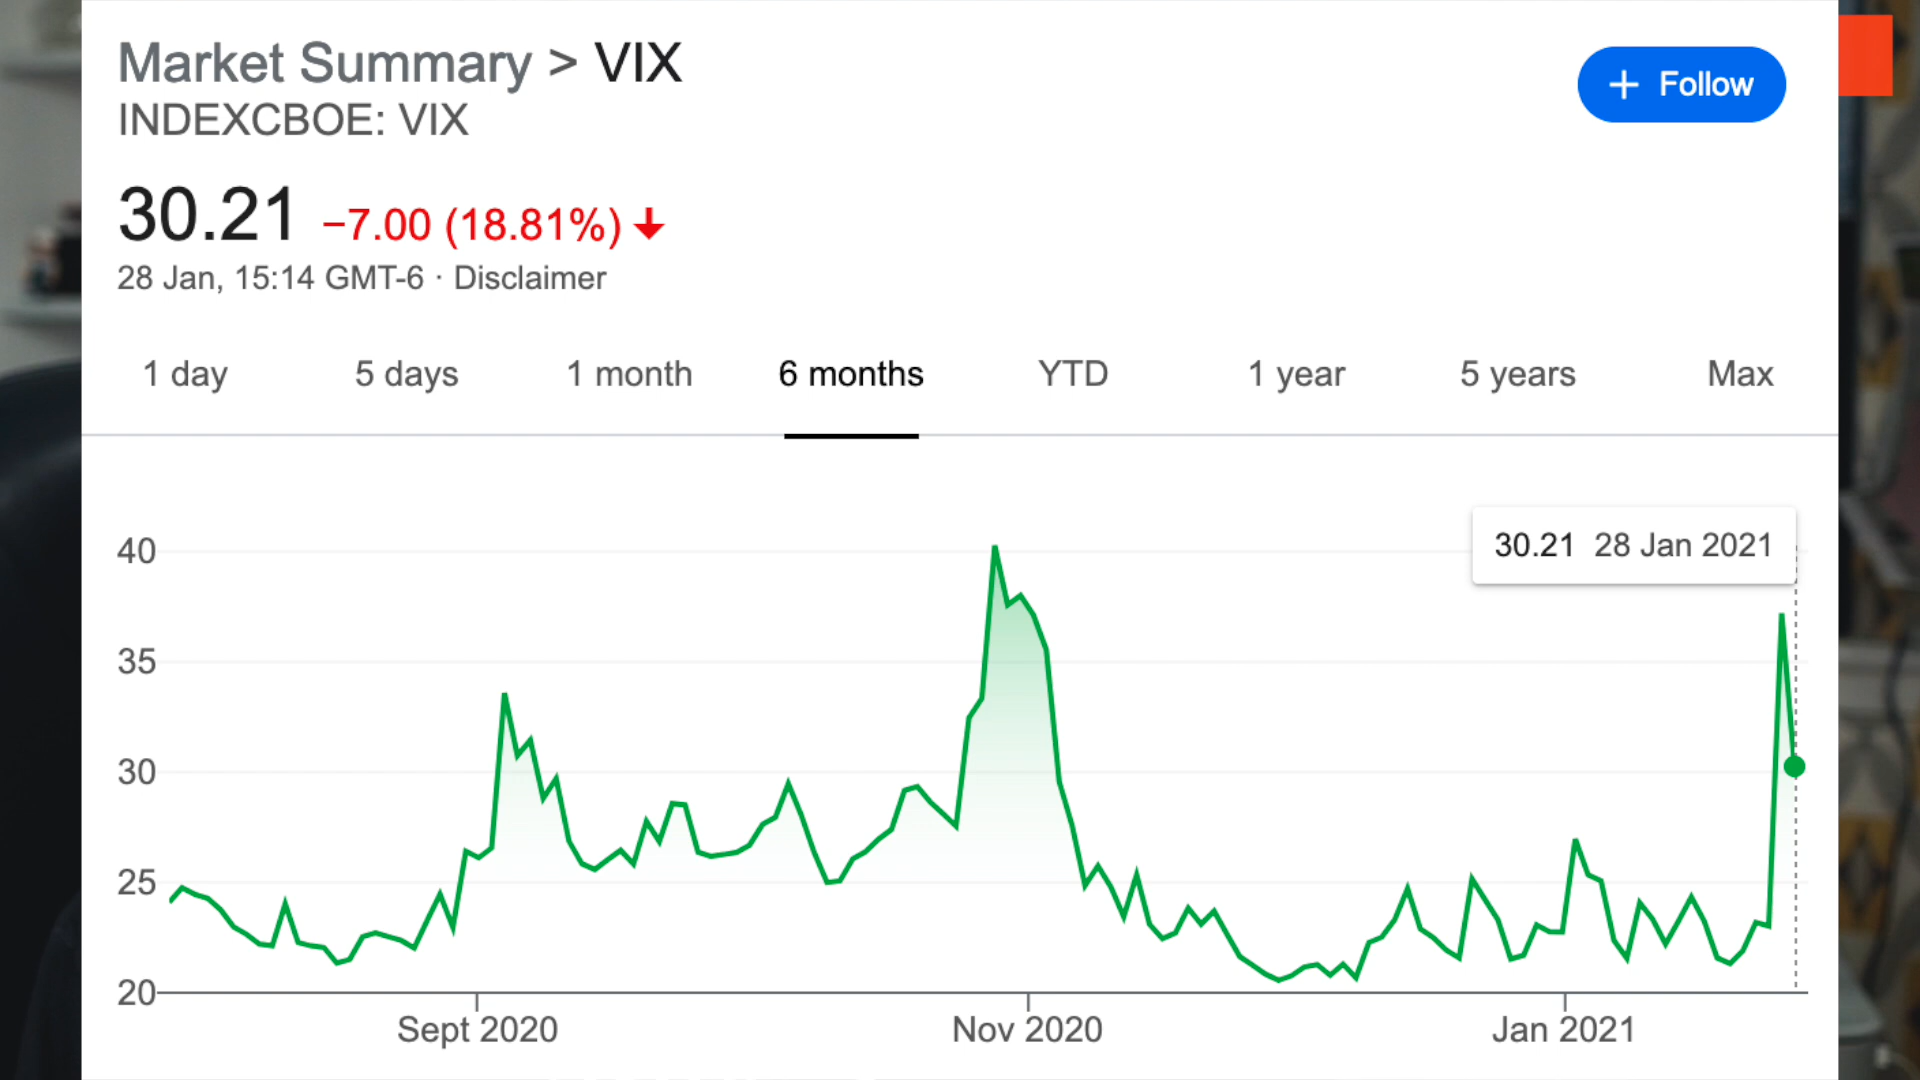 Market Summary > VIX
INDEXCBOE: VIX
+ Follow
30.21 −7.00 (18.81%)
28 Jan, 15:14 GMT-6 · Disclaimer
1 day 5 days 1 month 6 months YTD 1 year 5 years Max
30.21 28 Jan 2021
40
35
30
25
20
Sept 2020 Nov 2020 Jan 2021